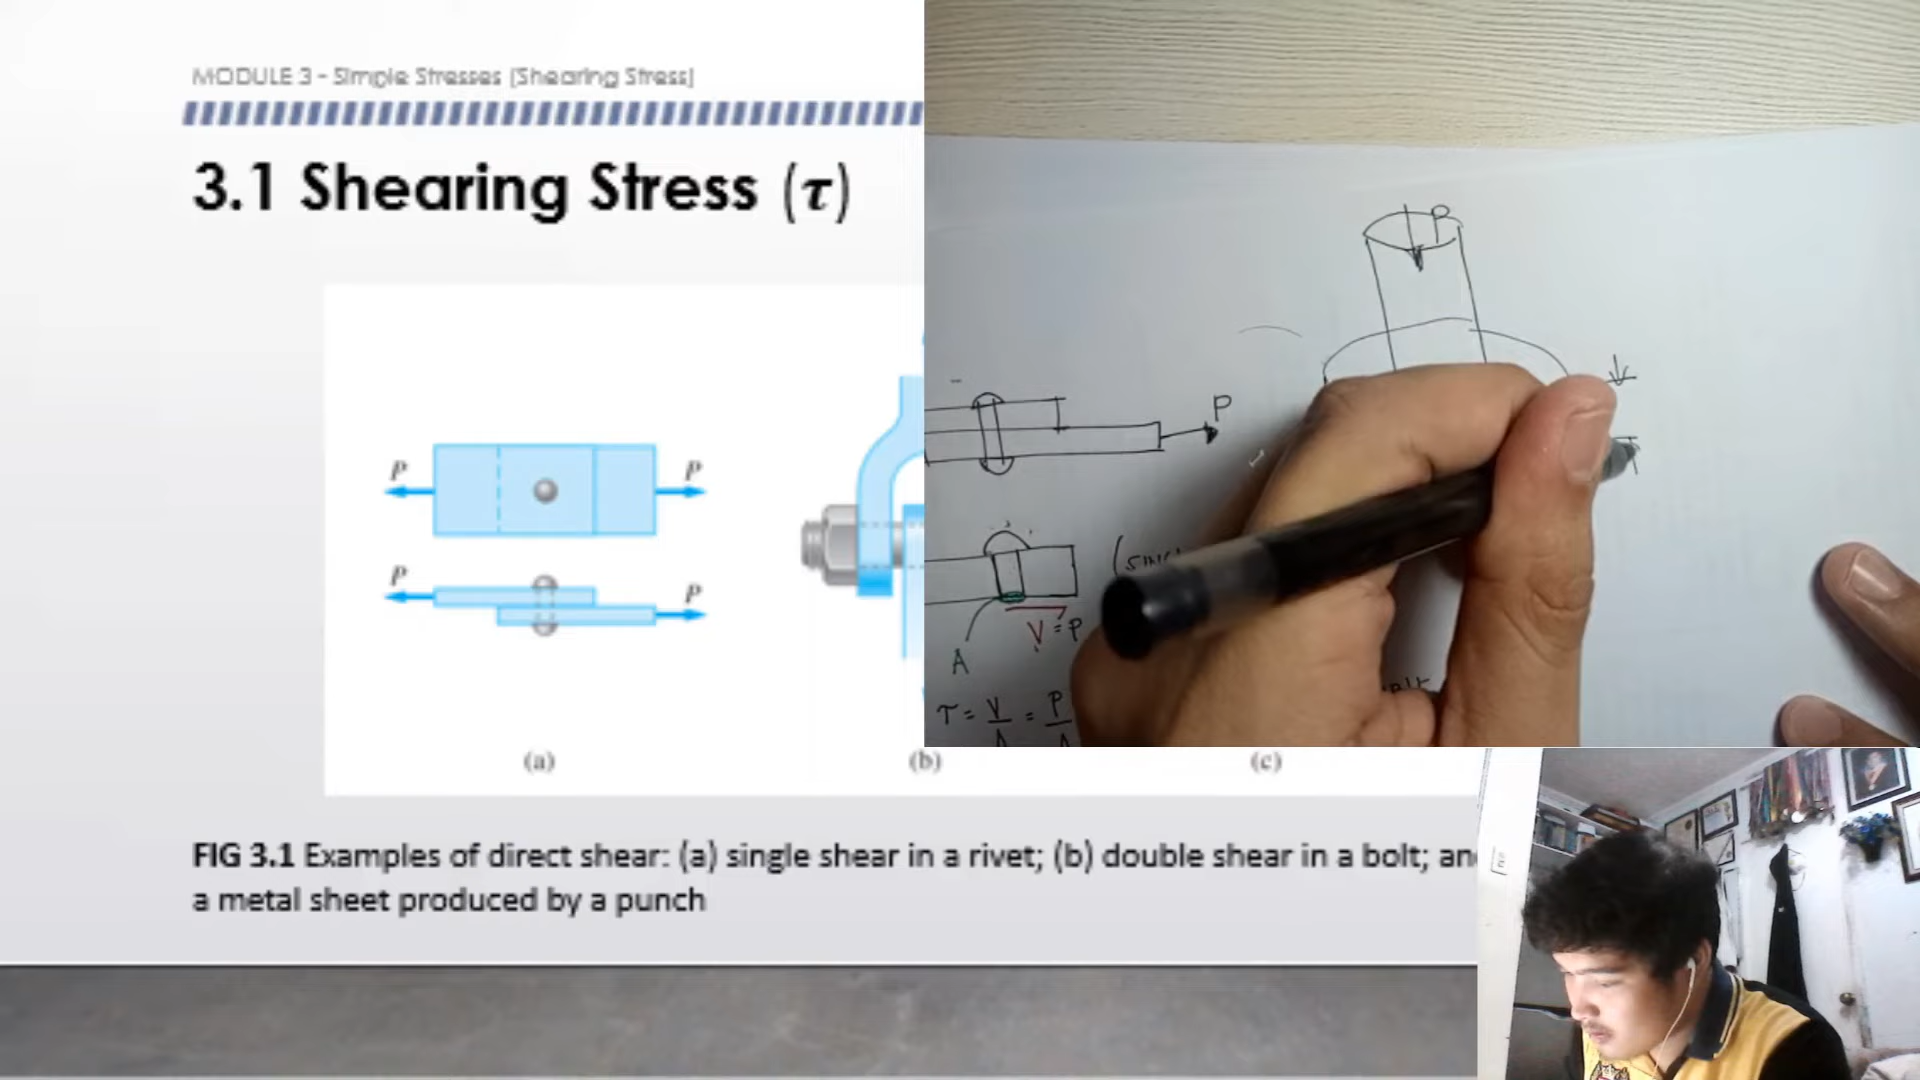 MODULE 3 - Simple Stresses (Shearing Stress)
3.1 Shearing Stress (τ)
P
P
P
P
(a)
(b)
(c)
FIG 3.1 Examples of direct shear: (a) single shear in a rivet; (b) double shear in a bolt; an
a metal sheet produced by a punch
P
P
(SING
V = P
A
τ = V/A = P/A